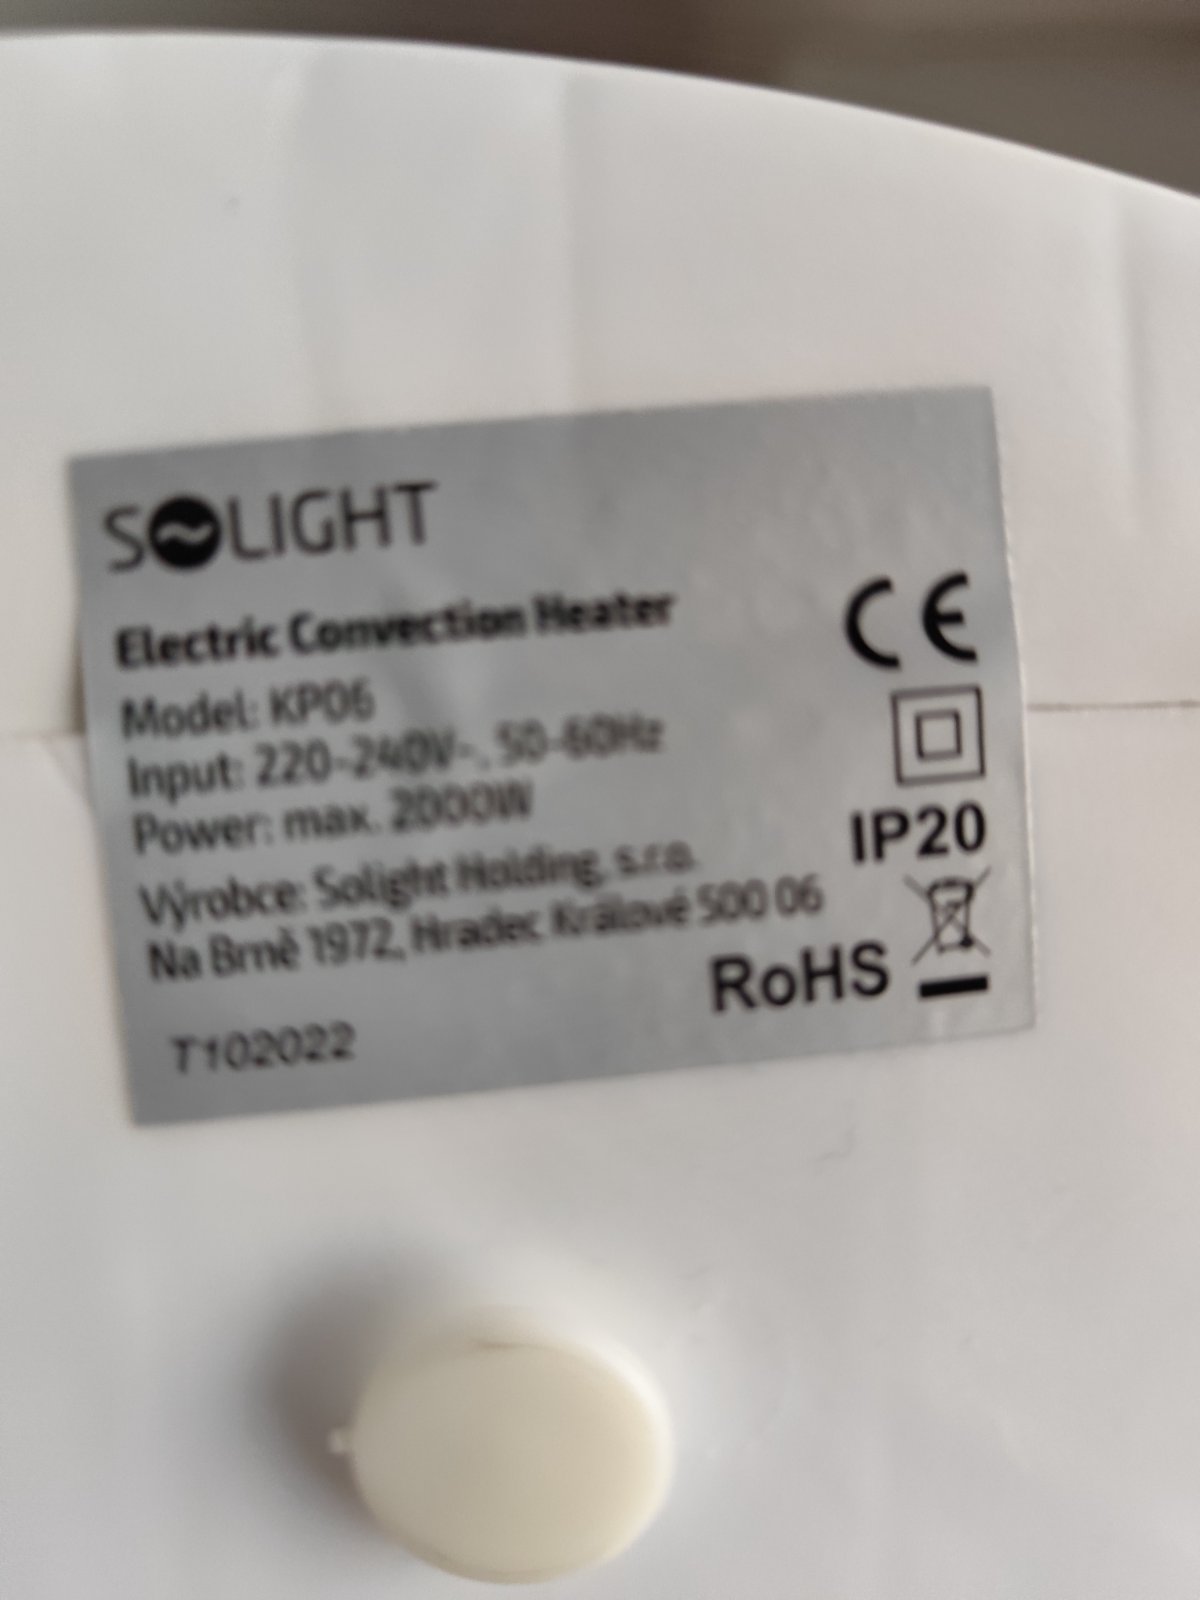 SOLIGHT
Electric Convection Heater
Model: KP06
Input: 220-240V~, 50-60Hz
Power: max. 2000W
Výrobce: Solight Holding, s.r.o.
Na Brně 1972, Hradec Králové 500 06
T102022
CE
IP20
RoHS